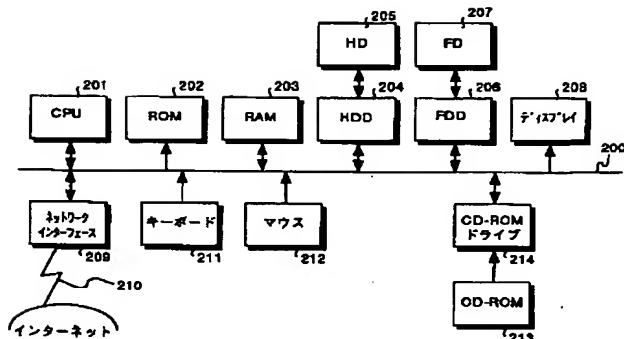 205
207
HD
FD
201
202
203
204
206
208
CPU
ROM
RAM
HDD
FDD
ディスプレイ
200
ネットワーク
インターフェース
キーボード
マウス
CD-ROM
ドライブ
209
211
212
214
210
CD-ROM
インターネット
213